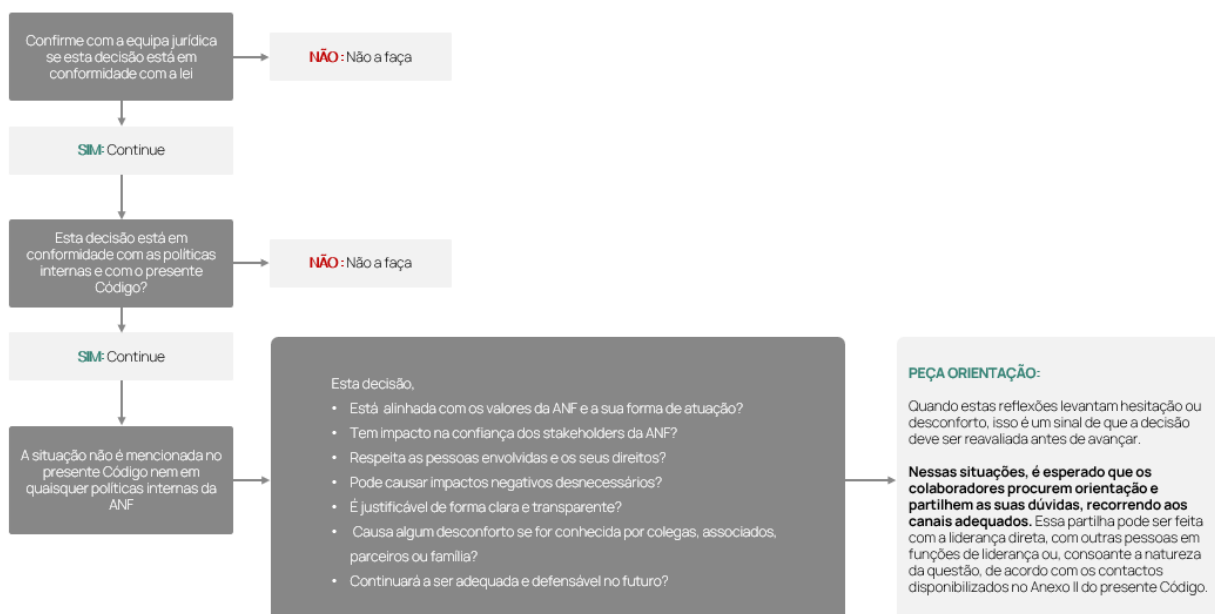 Confirme com a equipa jurídica
se esta decisão está em
conformidade com a lei
NÃO: Não a faça
SIM: Continue
Esta decisão está em
conformidade com as políticas
internas e com o presente
Código?
NÃO: Não a faça
SIM: Continue
A situação não é mencionada no
presente Código nem em
quaisquer políticas internas da
ANF
Esta decisão,
• Está alinhada com os valores da ANF e a sua forma de atuação?
• Tem impacto na confiança dos stakeholders da ANF?
• Respeita as pessoas envolvidas e os seus direitos?
• Pode causar impactos negativos desnecessários?
• É justificável de forma clara e transparente?
• Causa algum desconforto se for conhecida por colegas, associados,
parceiros ou família?
• Continuará a ser adequada e defensável no futuro?
PEÇA ORIENTAÇÃO:
Quando estas reflexões levantam hesitação ou
desconforto, isso é um sinal de que a decisão
deve ser reavaliada antes de avançar.
Nessas situações, é esperado que os
colaboradores procurem orientação e
partilhem as suas dúvidas, recorrendo aos
canais adequados. Essa partilha pode ser feita
com a liderança direta, com outras pessoas em
funções de liderança ou, consoante a natureza
da questão, de acordo com os contactos
disponibilizados no Anexo II do presente Código.